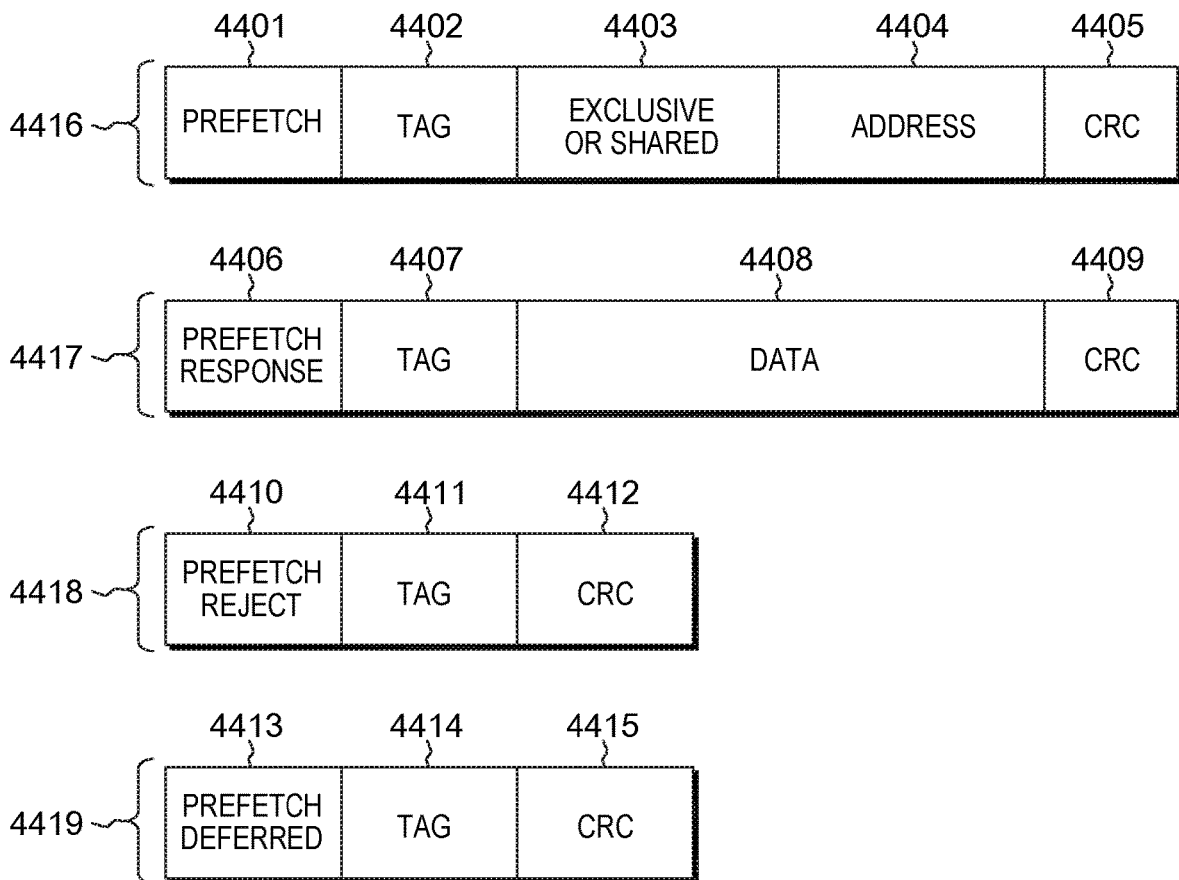 4401 4402 4403 4404 4405
4416 PREFETCH TAG EXCLUSIVE OR SHARED ADDRESS CRC
4406 4407 4408 4409
4417 PREFETCH RESPONSE TAG DATA CRC
4410 4411 4412
4418 PREFETCH REJECT TAG CRC
4413 4414 4415
4419 PREFETCH DEFERRED TAG CRC